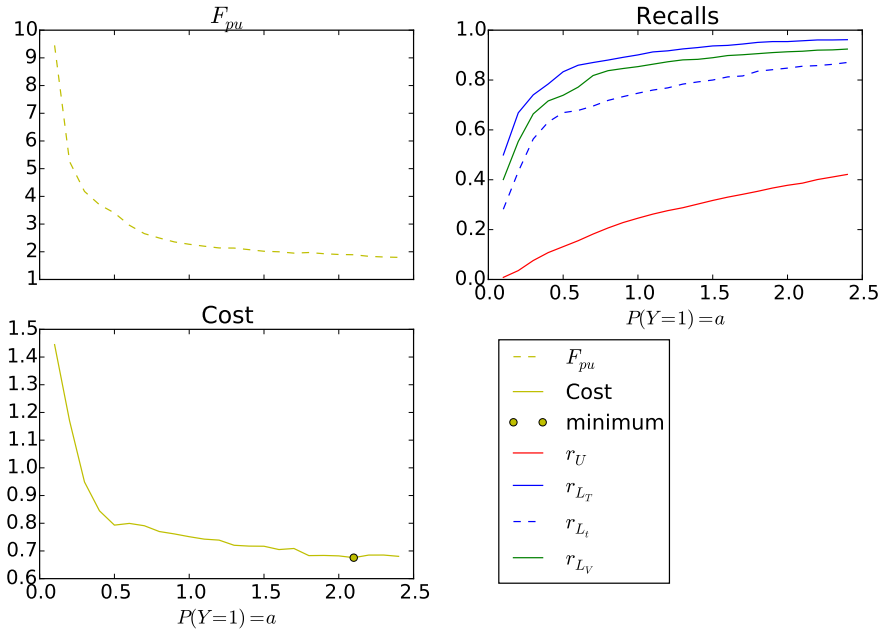 F_pu
10
9
8
7
6
5
4
3
2
1
Recalls
1.0
0.8
0.6
0.4
0.2
0.0
0.0 0.5 1.0 1.5 2.0 2.5
P(Y=1)=a
Cost
1.5
1.4
1.3
1.2
1.1
1.0
0.9
0.8
0.7
0.6
0.0 0.5 1.0 1.5 2.0 2.5
P(Y=1)=a
F_pu
Cost
minimum
r_U
r_{L_T}
r_{L_t}
r_{L_V}